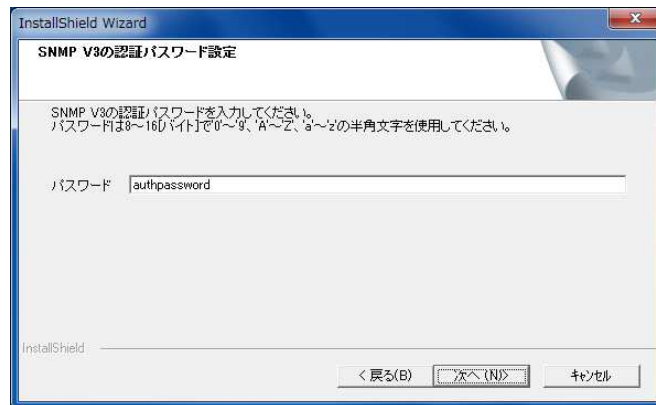 InstallShield Wizard
SNMP V3の認証パスワード設定
SNMP V3の認証パスワードを入力してください。
パスワードは8～16[バイト]で'0'～'9'、'A'～'Z'、'a'～'z'の半角文字を使用してください。
パスワード authpassword
InstallShield
< 戻る(B) 次へ(N)> キャンセル